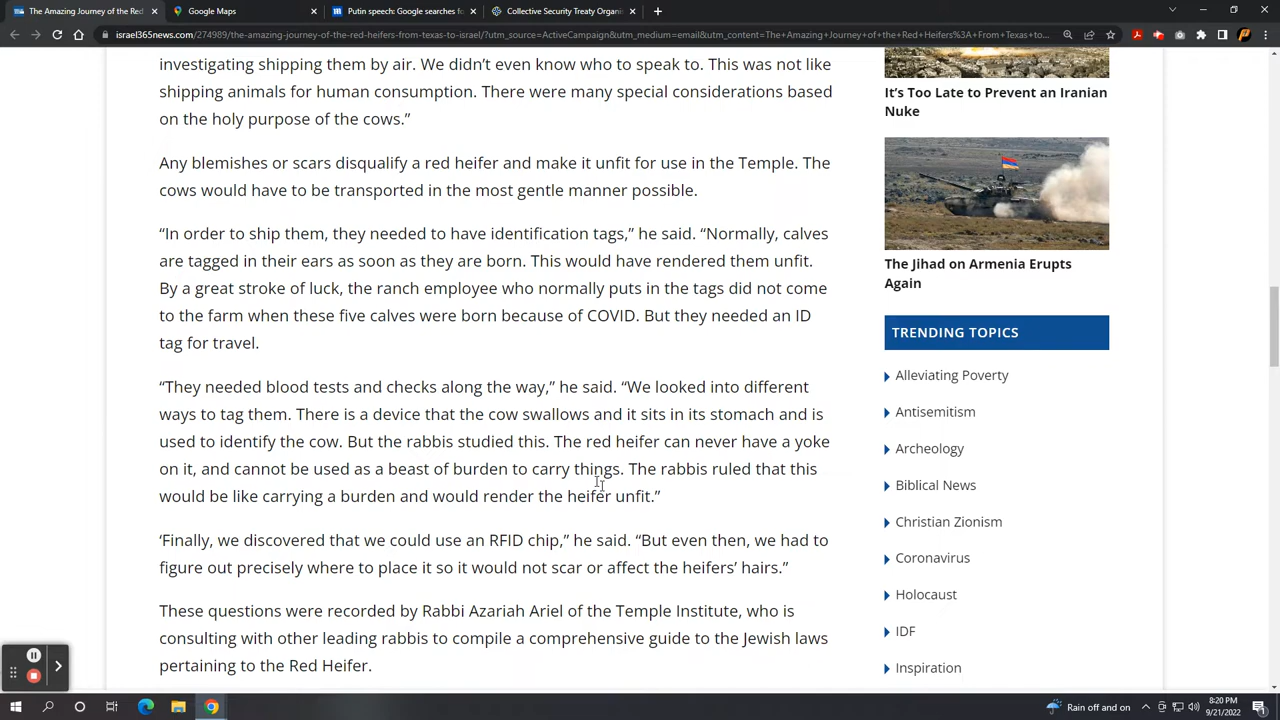 The Amazing Journey of the Red
Google Maps
Putin speech: Google searches fo
Collective Security Treaty Organi
israel365news.com/274989/the-amazing-journey-of-the-red-heifers-from-texas-to-israel/?utm_source=ActiveCampaign&utm_medium=email&utm_content=The+Amazing+Journey+of+the+Red+Heifers%3A+From+Texas+to...
investigating shipping them by air. We didn’t even know who to speak to. This was not like
shipping animals for human consumption. There were many special considerations based
on the holy purpose of the cows.”
Any blemishes or scars disqualify a red heifer and make it unfit for use in the Temple. The
cows would have to be transported in the most gentle manner possible.
“In order to ship them, they needed to have identification tags,” he said. “Normally, calves
are tagged in their ears as soon as they are born. This would have rendered them unfit.
By a great stroke of luck, the ranch employee who normally puts in the tags did not come
to the farm when these five calves were born because of COVID. But they needed an ID
tag for travel.
“They needed blood tests and checks along the way,” he said. “We looked into different
ways to tag them. There is a device that the cow swallows and it sits in its stomach and is
used to identify the cow. But the rabbis studied this. The red heifer can never have a yoke
on it, and cannot be used as a beast of burden to carry things. The rabbis ruled that this
would be like carrying a burden and would render the heifer unfit.”
‘Finally, we discovered that we could use an RFID chip,” he said. “But even then, we had to
figure out precisely where to place it so it would not scar or affect the heifers’ hairs.”
These questions were recorded by Rabbi Azariah Ariel of the Temple Institute, who is
consulting with other leading rabbis to compile a comprehensive guide to the Jewish laws
pertaining to the Red Heifer.
It’s Too Late to Prevent an Iranian
Nuke
The Jihad on Armenia Erupts
Again
TRENDING TOPICS
Alleviating Poverty
Antisemitism
Archeology
Biblical News
Christian Zionism
Coronavirus
Holocaust
IDF
Inspiration
Rain off and on
8:20 PM
9/21/2022